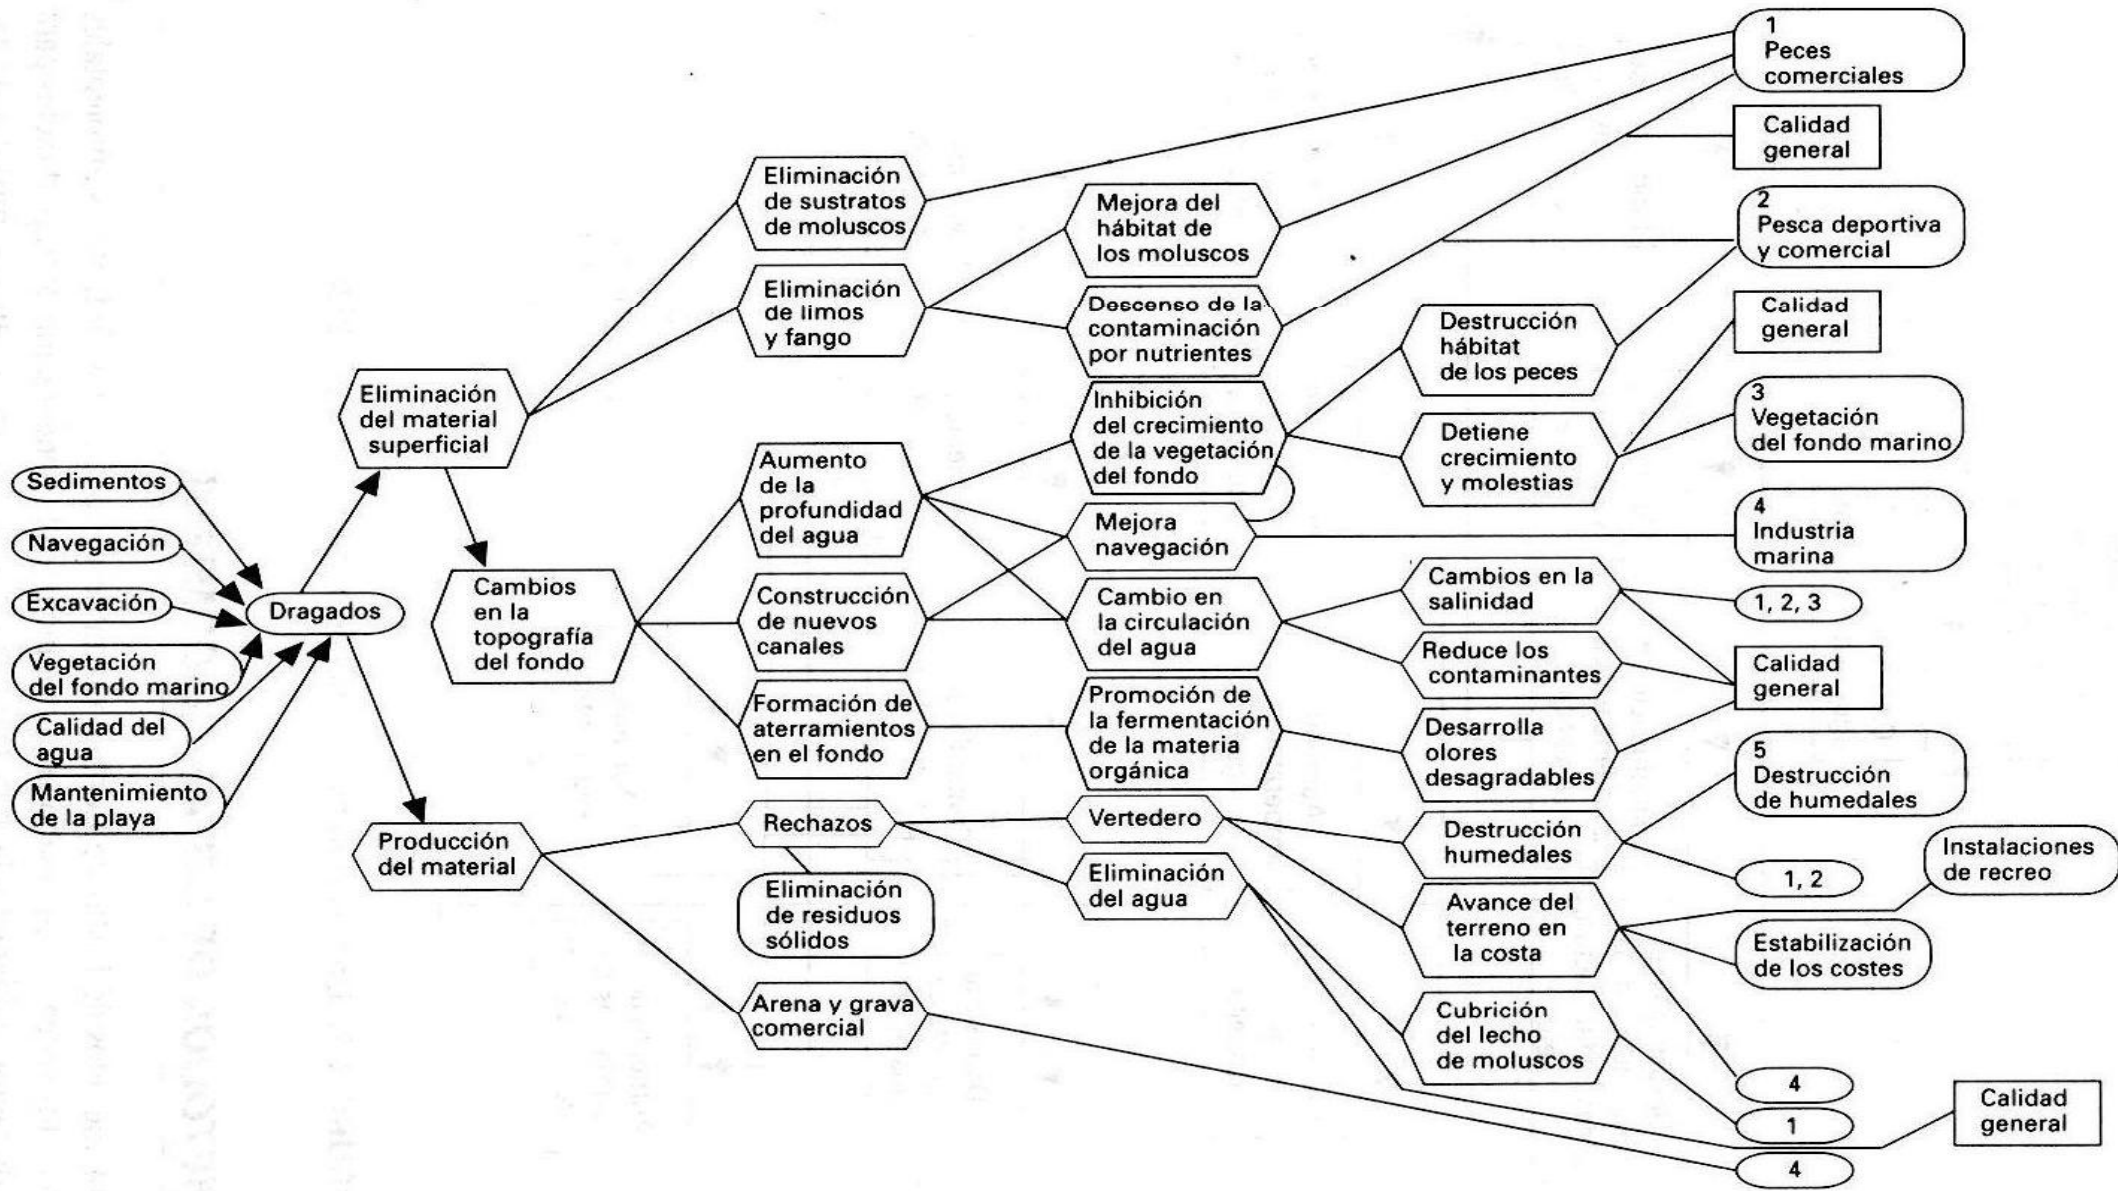 Sedimentos
Navegación
Excavación
Vegetación
del fondo marino
Calidad del
agua
Mantenimiento
de la playa
Dragados
Eliminación
del material
superficial
Cambios
en la
topografía
del fondo
Producción
del material
Eliminación
de sustratos
de moluscos
Eliminación
de limos
y fango
Aumento
de la
profundidad
del agua
Construcción
de nuevos
canales
Formación de
aterramientos
en el fondo
Rechazos
Eliminación
de residuos
sólidos
Arena y grava
comercial
Mejora del
hábitat de
los moluscos
Descenso de la
contaminación
por nutrientes
Inhibición
del crecimiento
de la vegetación
del fondo
Mejora
navegación
Cambio en
la circulación
del agua
Promoción de
la fermentación
de la materia
orgánica
Vertedero
Eliminación
del agua
Destrucción
hábitat
de los peces
Detiene
crecimiento
y molestias
Cambios en la
salinidad
Reduce los
contaminantes
Desarrolla
olores
desagradables
Destrucción
humedales
Avance del
terreno en
la costa
Cubrición
del lecho
de moluscos
1
Peces
comerciales
Calidad
general
2
Pesca deportiva
y comercial
Calidad
general
3
Vegetación
del fondo marino
4
Industria
marina
1, 2, 3
Calidad
general
5
Destrucción
de humedales
1, 2
Instalaciones
de recreo
Estabilización
de los costes
4
1
Calidad
general
4